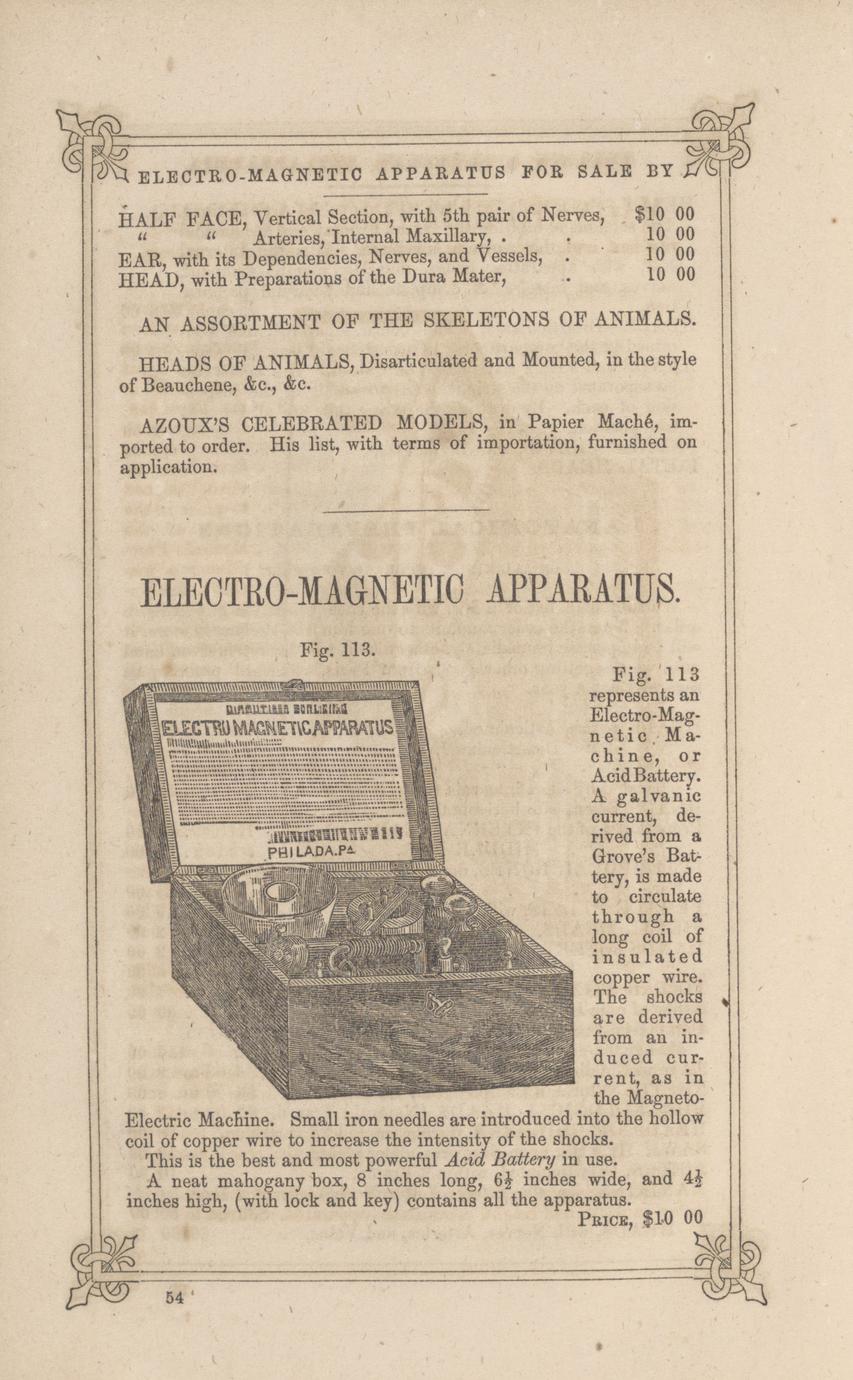 ELECTRO-MAGNETIC APPARATUS FOR SALE BY
HALF FACE, Vertical Section, with 5th pair of Nerves, $10 00
“ “ Arteries, Internal Maxillary, . . 10 00
EAR, with its Dependencies, Nerves, and Vessels, . 10 00
HEAD, with Preparations of the Dura Mater, . 10 00
AN ASSORTMENT OF THE SKELETONS OF ANIMALS.
HEADS OF ANIMALS, Disarticulated and Mounted, in the style
of Beauchene, &c., &c.
AZOUX'S CELEBRATED MODELS, in Papier Maché, im-
ported to order. His list, with terms of importation, furnished on
application.
ELECTRO-MAGNETIC APPARATUS.
Fig. 113.
ELECTRO MAGNETIC APPARATUS
PHILADA. PA
Fig. 113
represents an
Electro-Mag-
netic Ma-
chine, or
Acid Battery.
A galvanic
current, de-
rived from a
Grove's Bat-
tery, is made
to circulate
through a
long coil of
insulated
copper wire.
The shocks
are derived
from an in-
duced cur-
rent, as in
the Magneto-
Electric Machine. Small iron needles are introduced into the hollow
coil of copper wire to increase the intensity of the shocks.
This is the best and most powerful Acid Battery in use.
A neat mahogany box, 8 inches long, 6½ inches wide, and 4½
inches high, (with lock and key) contains all the apparatus.
PRICE, $10 00
54